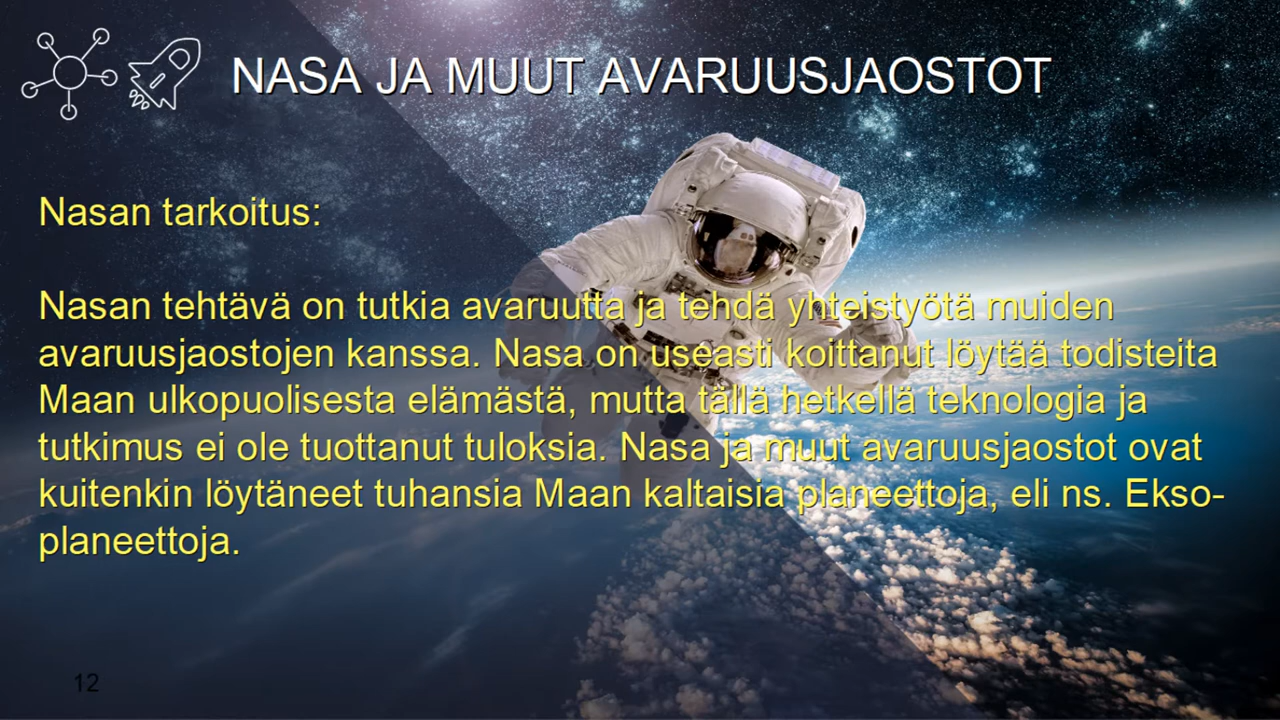 NASA JA MUUT AVARUUSJAOSTOT
Nasan tarkoitus:
Nasan tehtävä on tutkia avaruutta ja tehdä yhteistyötä muiden
avaruusjaostojen kanssa. Nasa on useasti koittanut löytää todisteita
Maan ulkopuolisesta elämästä, mutta tällä hetkellä teknologia ja
tutkimus ei ole tuottanut tuloksia. Nasa ja muut avaruusjaostot ovat
kuitenkin löytäneet tuhansia Maan kaltaisia planeettoja, eli ns. Ekso-
planeettoja.
12